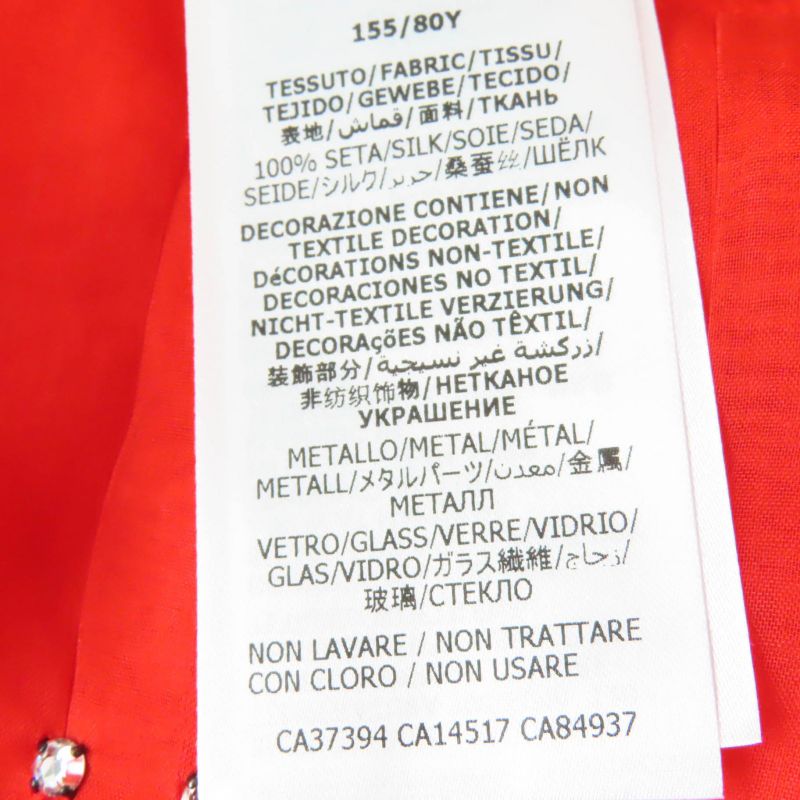 155/80Y
TESSUTO/FABRIC/TISSU/
TEJIDO/GEWEBE/TECIDO/
表地/قماش/面料/ТКАНЬ
100% SETA/SILK/SOIE/SEDA/
SEIDE/シルク/حرير/桑蚕丝/ШЁЛК
DECORAZIONE CONTIENE/NON
TEXTILE DECORATION/
DéCORATIONS NON-TEXTILE/
DECORACIONES NO TEXTIL/
NICHT-TEXTILE VERZIERUNG/
DECORAçõES NÃO TÊXTIL/
装飾部分/زركشة غير نسيجية/
非纺织饰物/НЕТКАНОЕ
УКРАШЕНИЕ
METALLO/METAL/MÉTAL/
METALL/メタルパーツ/معدن/金属/
МЕТАЛЛ
VETRO/GLASS/VERRE/VIDRIO/
GLAS/VIDRO/ガラス繊維/زجاج/
玻璃/СТЕКЛО
NON LAVARE / NON TRATTARE
CON CLORO / NON USARE
CA37394 CA14517 CA84937